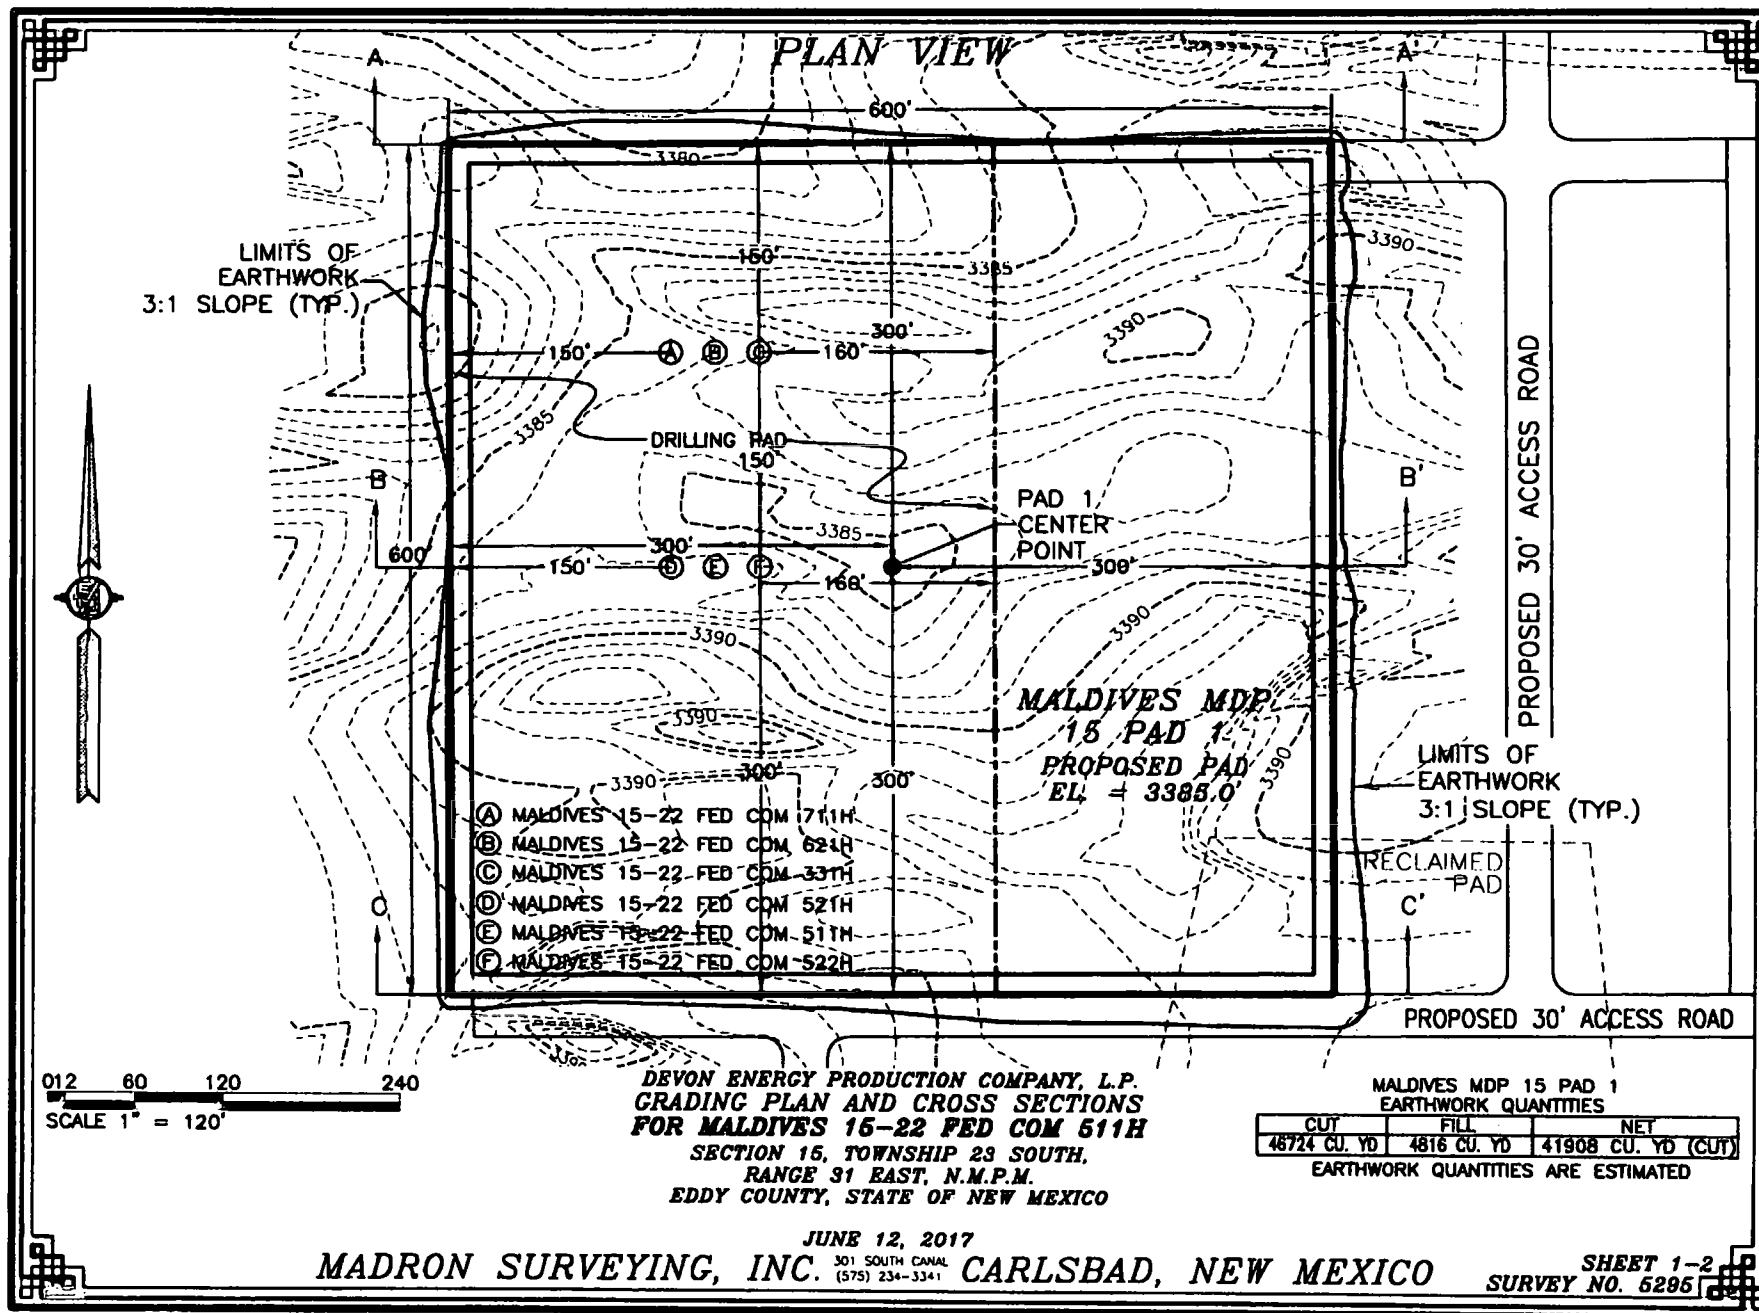 PLAN VIEW
A
A'
600'
3380
LIMITS OF
EARTHWORK
3:1 SLOPE (TYP.)
150'
3385
3390
300'
3390
150'
A
B
C
160'
3385
DRILLING PAD
150'
B
B'
PAD 1
CENTER
POINT
3385
300'
600'
150'
D
E
F
160'
300'
3390
3390
PROPOSED 30' ACCESS ROAD
MALDIVES MDP
15 PAD 1
PROPOSED PAD
EL. = 3385.0'
3390
3390
3390
300'
300'
LIMITS OF
EARTHWORK
3:1 SLOPE (TYP.)
RECLAIMED
PAD
C
C'
A MALDIVES 15-22 FED COM 711H
B MALDIVES 15-22 FED COM 621H
C MALDIVES 15-22 FED COM 331H
D MALDIVES 15-22 FED COM 521H
E MALDIVES 15-22 FED COM 511H
F MALDIVES 15-22 FED COM 522H
PROPOSED 30' ACCESS ROAD
012 60 120 240
SCALE 1" = 120'
DEVON ENERGY PRODUCTION COMPANY, L.P.
GRADING PLAN AND CROSS SECTIONS
FOR MALDIVES 15-22 FED COM 511H
SECTION 15, TOWNSHIP 23 SOUTH,
RANGE 31 EAST, N.M.P.M.
EDDY COUNTY, STATE OF NEW MEXICO
MALDIVES MDP 15 PAD 1
EARTHWORK QUANTITIES
CUT FILL NET
46724 CU. YD 4816 CU. YD 41908 CU. YD (CUT)
EARTHWORK QUANTITIES ARE ESTIMATED
JUNE 12, 2017
MADRON SURVEYING, INC. 301 SOUTH CANAL (575) 234-3341 CARLSBAD, NEW MEXICO
SHEET 1-2
SURVEY NO. 5295